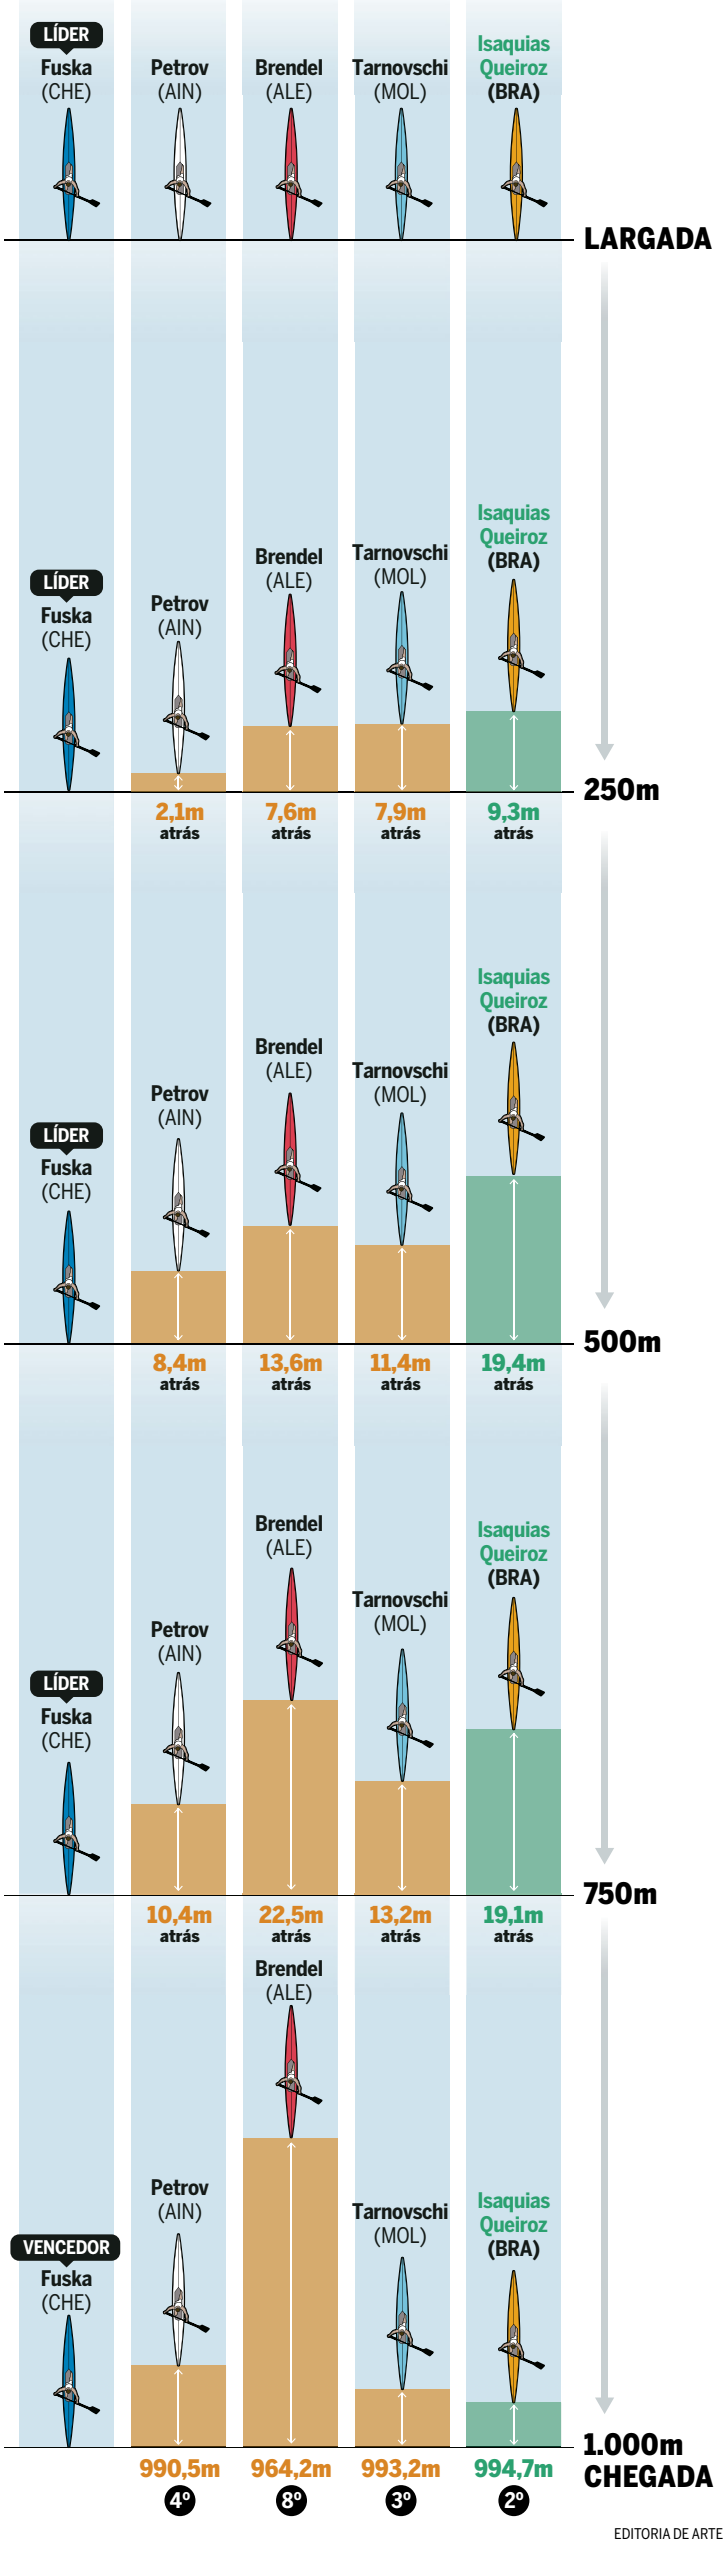 LÍDER
Fuska
(CHE)
Petrov
(AIN)
Brendel
(ALE)
Tarnovschi
(MOL)
Isaquias
Queiroz
(BRA)
LARGADA
LÍDER
Fuska
(CHE)
Petrov
(AIN)
Brendel
(ALE)
Tarnovschi
(MOL)
Isaquias
Queiroz
(BRA)
250m
2,1m
atrás
7,6m
atrás
7,9m
atrás
9,3m
atrás
LÍDER
Fuska
(CHE)
Petrov
(AIN)
Brendel
(ALE)
Tarnovschi
(MOL)
Isaquias
Queiroz
(BRA)
500m
8,4m
atrás
13,6m
atrás
11,4m
atrás
19,4m
atrás
LÍDER
Fuska
(CHE)
Petrov
(AIN)
Brendel
(ALE)
Tarnovschi
(MOL)
Isaquias
Queiroz
(BRA)
750m
10,4m
atrás
22,5m
atrás
13,2m
atrás
19,1m
atrás
VENCEDOR
Fuska
(CHE)
Petrov
(AIN)
Brendel
(ALE)
Tarnovschi
(MOL)
Isaquias
Queiroz
(BRA)
1.000m
CHEGADA
990,5m
4º
964,2m
8º
993,2m
3º
994,7m
2º
EDITORIA DE ARTE